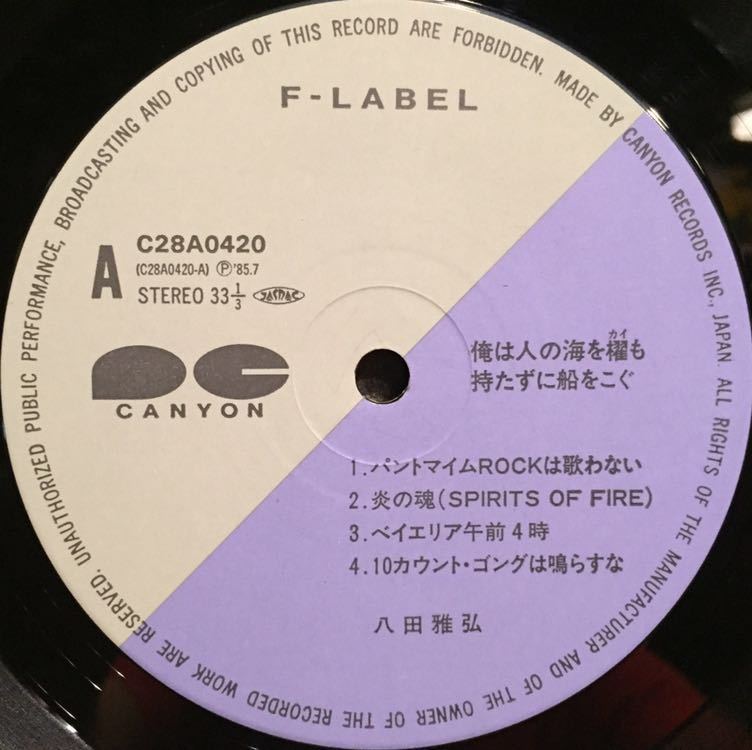 F-LABEL
A
C28A0420
(C28A0420-A) Ⓟ'85.7
STEREO 33⅓ JASRAC
CANYON
俺は人の海を櫂(カイ)も
持たずに船をこぐ
1.パントマイムROCKは歌わない
2.炎の魂(SPIRITS OF FIRE)
3.ベイエリア午前4時
4.10カウント・ゴングは鳴らすな
八田雅弘
UNAUTHORIZED PUBLIC PERFORMANCE, BROADCASTING AND COPYING OF THIS RECORD ARE FORBIDDEN. MADE BY CANYON RECORDS INC., JAPAN. ALL RIGHTS OF THE MANUFACTURER AND OF THE OWNER OF THE RECORDED WORK ARE RESERVED.